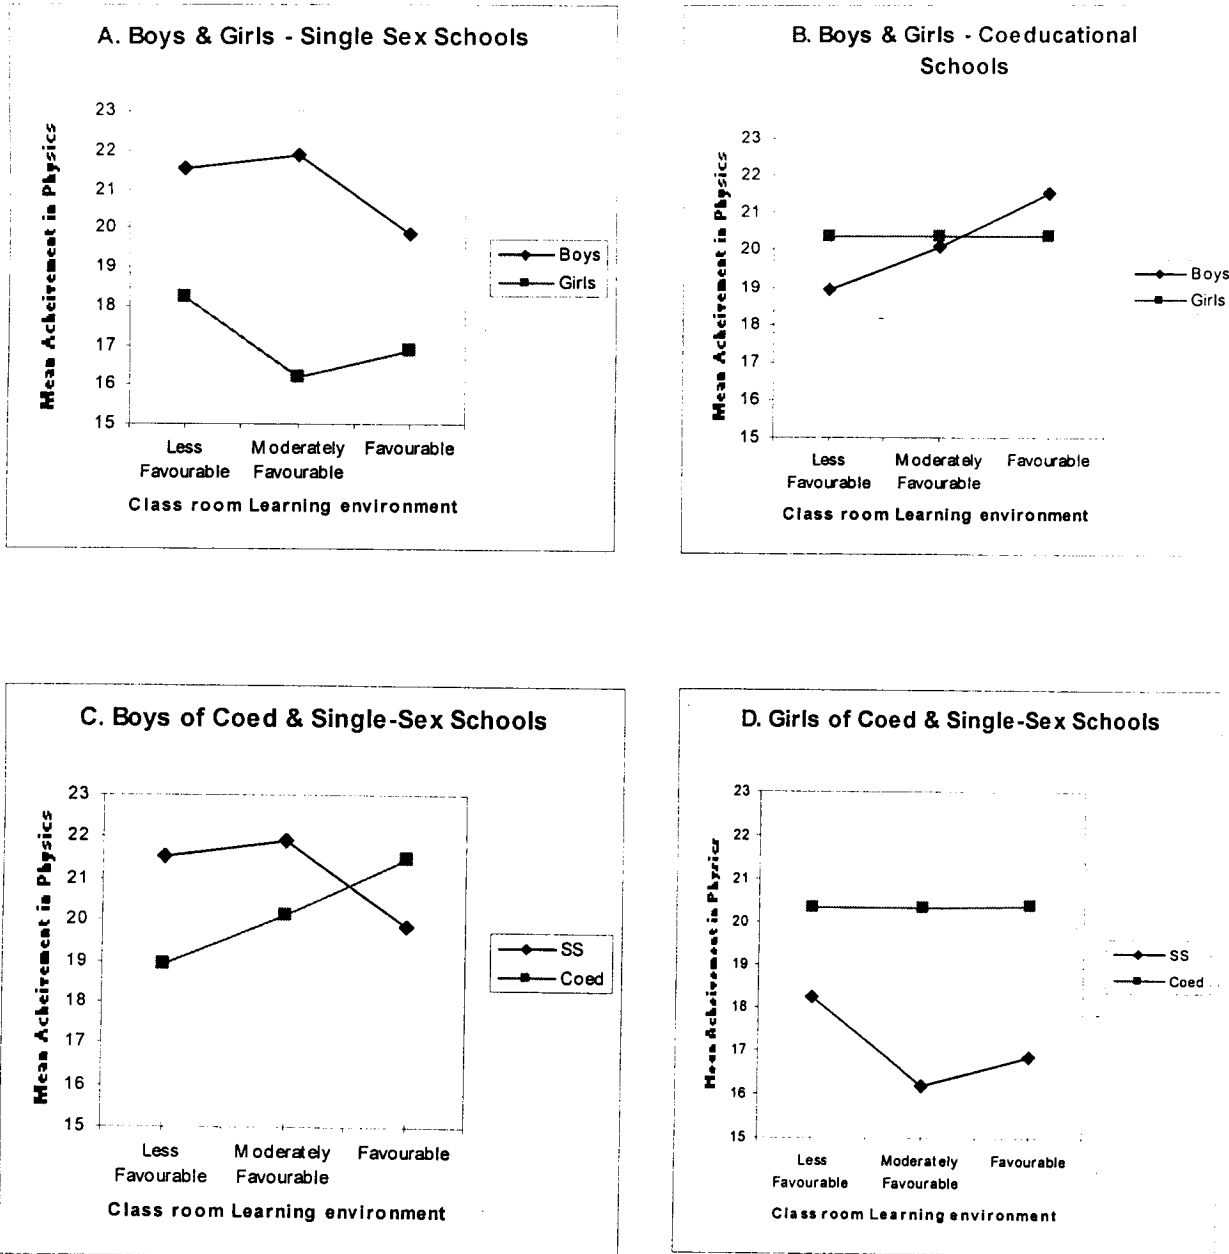 A. Boys & Girls - Single Sex Schools
23
22
21
20
19
18
17
16
15
Mean Acheivement in Physics
Less Favourable
Moderately Favourable
Favourable
Class room Learning environment
Boys
Girls
B. Boys & Girls - Coeducational
Schools
23
22
21
20
19
18
17
16
15
Mean Acheivement in Physics
Less Favourable
Moderately Favourable
Favourable
Class room Learning environment
Boys
Girls
C. Boys of Coed & Single-Sex Schools
23
22
21
20
19
18
17
16
15
Mean Acheivement in Physics
Less Favourable
Moderately Favourable
Favourable
Class room Learning environment
SS
Coed
D. Girls of Coed & Single-Sex Schools
23
22
21
20
19
18
17
16
15
Mean Acheivement in Physics
Less Favourable
Moderately Favourable
Favourable
Class room Learning environment
SS
Coed